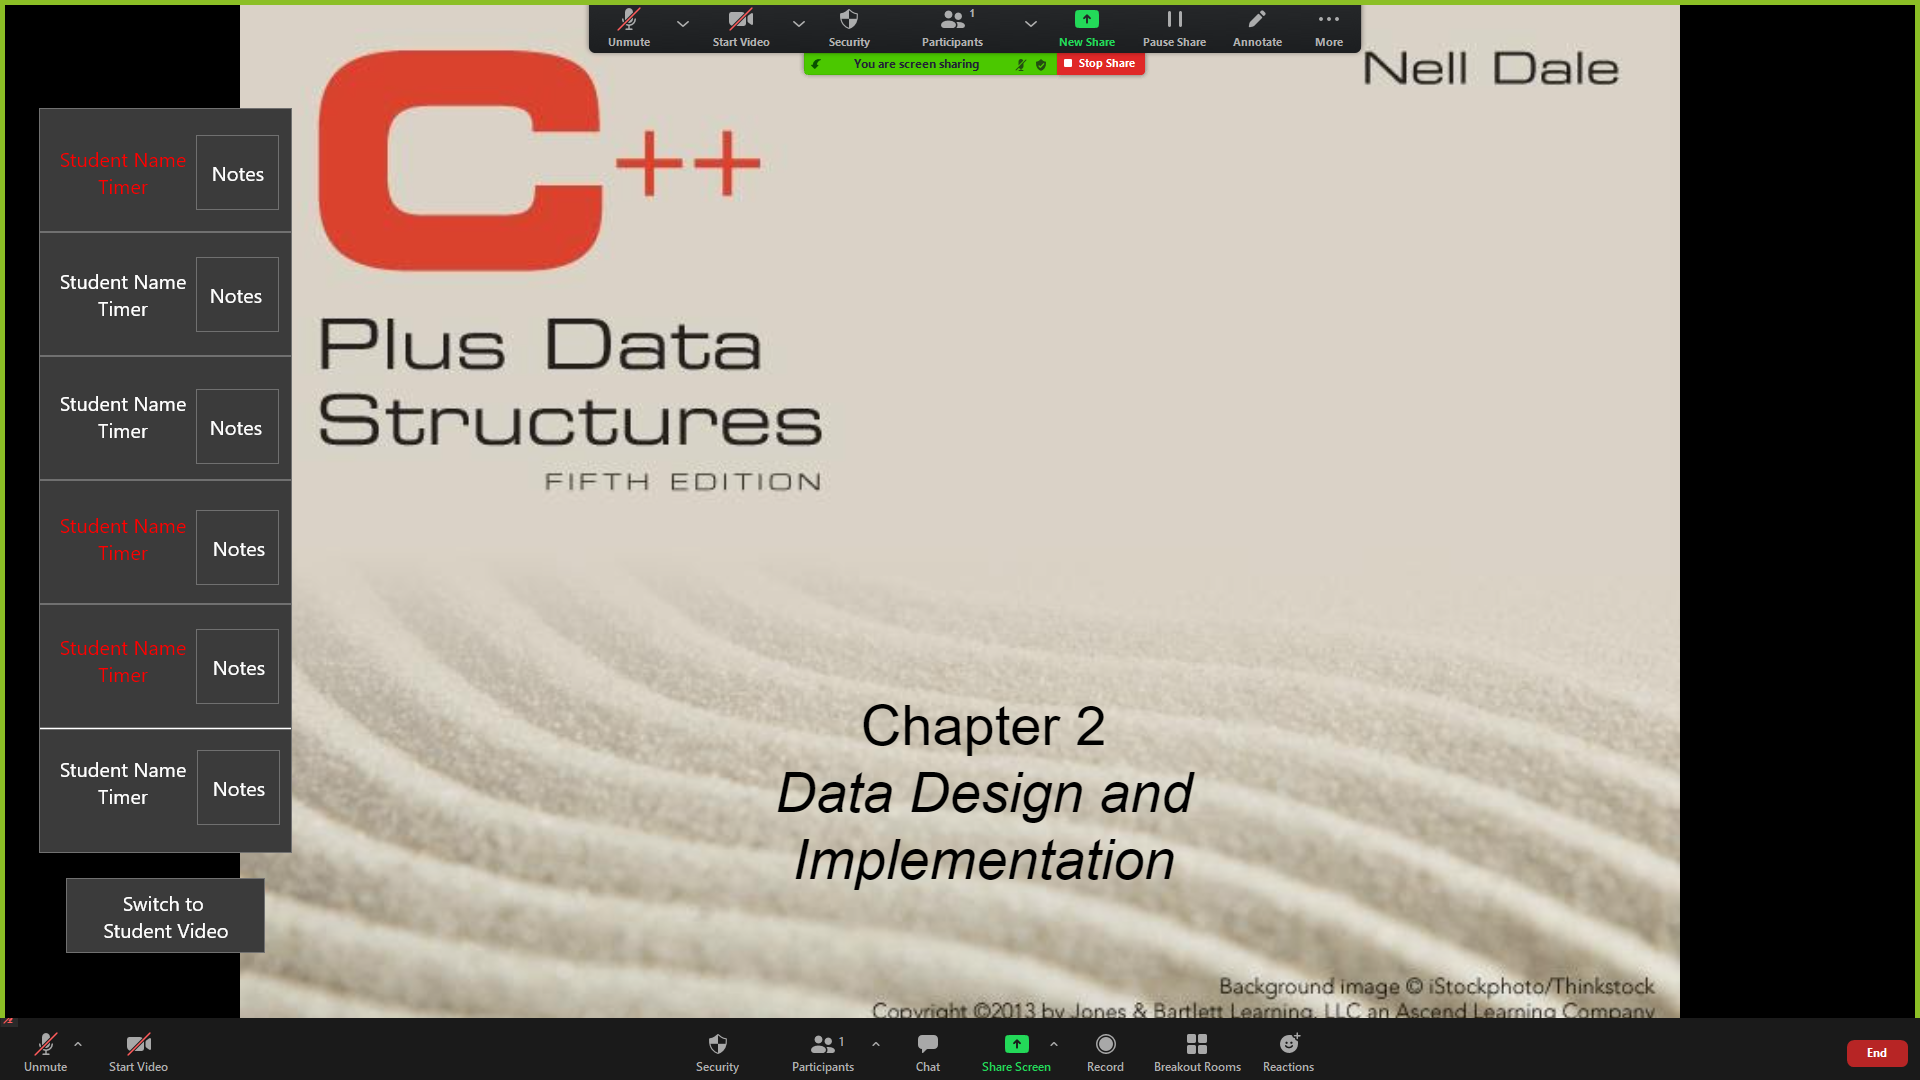 Unmute
Start Video
Security
Participants
1
New Share
Pause Share
Annotate
More
You are screen sharing
Stop Share
Nell Dale
C++
Plus Data
Structures
FIFTH EDITION
Student Name
Timer
Notes
Student Name
Timer
Notes
Student Name
Timer
Notes
Student Name
Timer
Notes
Student Name
Timer
Notes
Student Name
Timer
Notes
Switch to
Student Video
Chapter 2
Data Design and
Implementation
Background image © iStockphoto/Thinkstock
Copyright ©2013 by Jones & Bartlett Learning, LLC an Ascend Learning Company
Unmute
Start Video
Security
Participants
1
Chat
Share Screen
Record
Breakout Rooms
Reactions
End